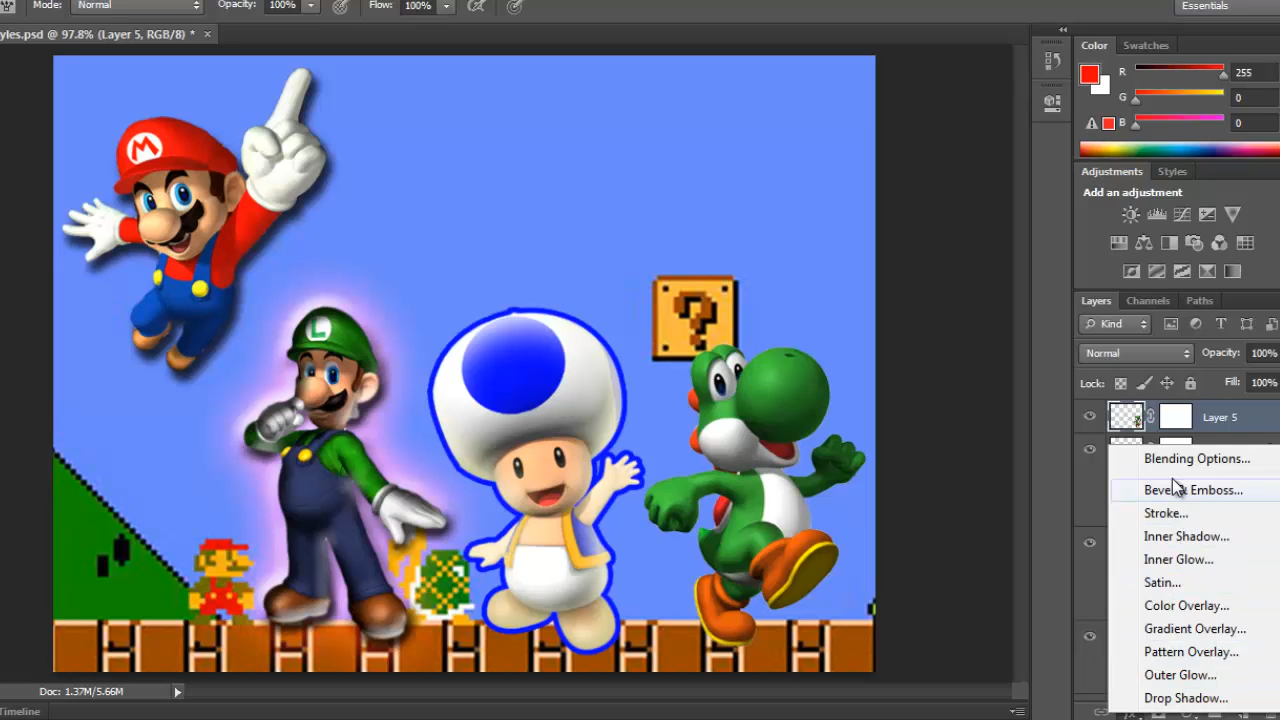 Mode: Normal Opacity: 100% Flow: 100% Essentials
yles.psd @ 97.8% (Layer 5, RGB/8) * ×
Color Swatches
R 255
G 0
B 0
Adjustments Styles
Add an adjustment
Layers Channels Paths
Kind
Normal Opacity: 100%
Lock: Fill: 100%
Layer 5
Blending Options...
Bevel & Emboss...
Stroke...
Inner Shadow...
Inner Glow...
Satin...
Color Overlay...
Gradient Overlay...
Pattern Overlay...
Outer Glow...
Drop Shadow...
M
L
?
Doc: 1.37M/5.66M
Timeline